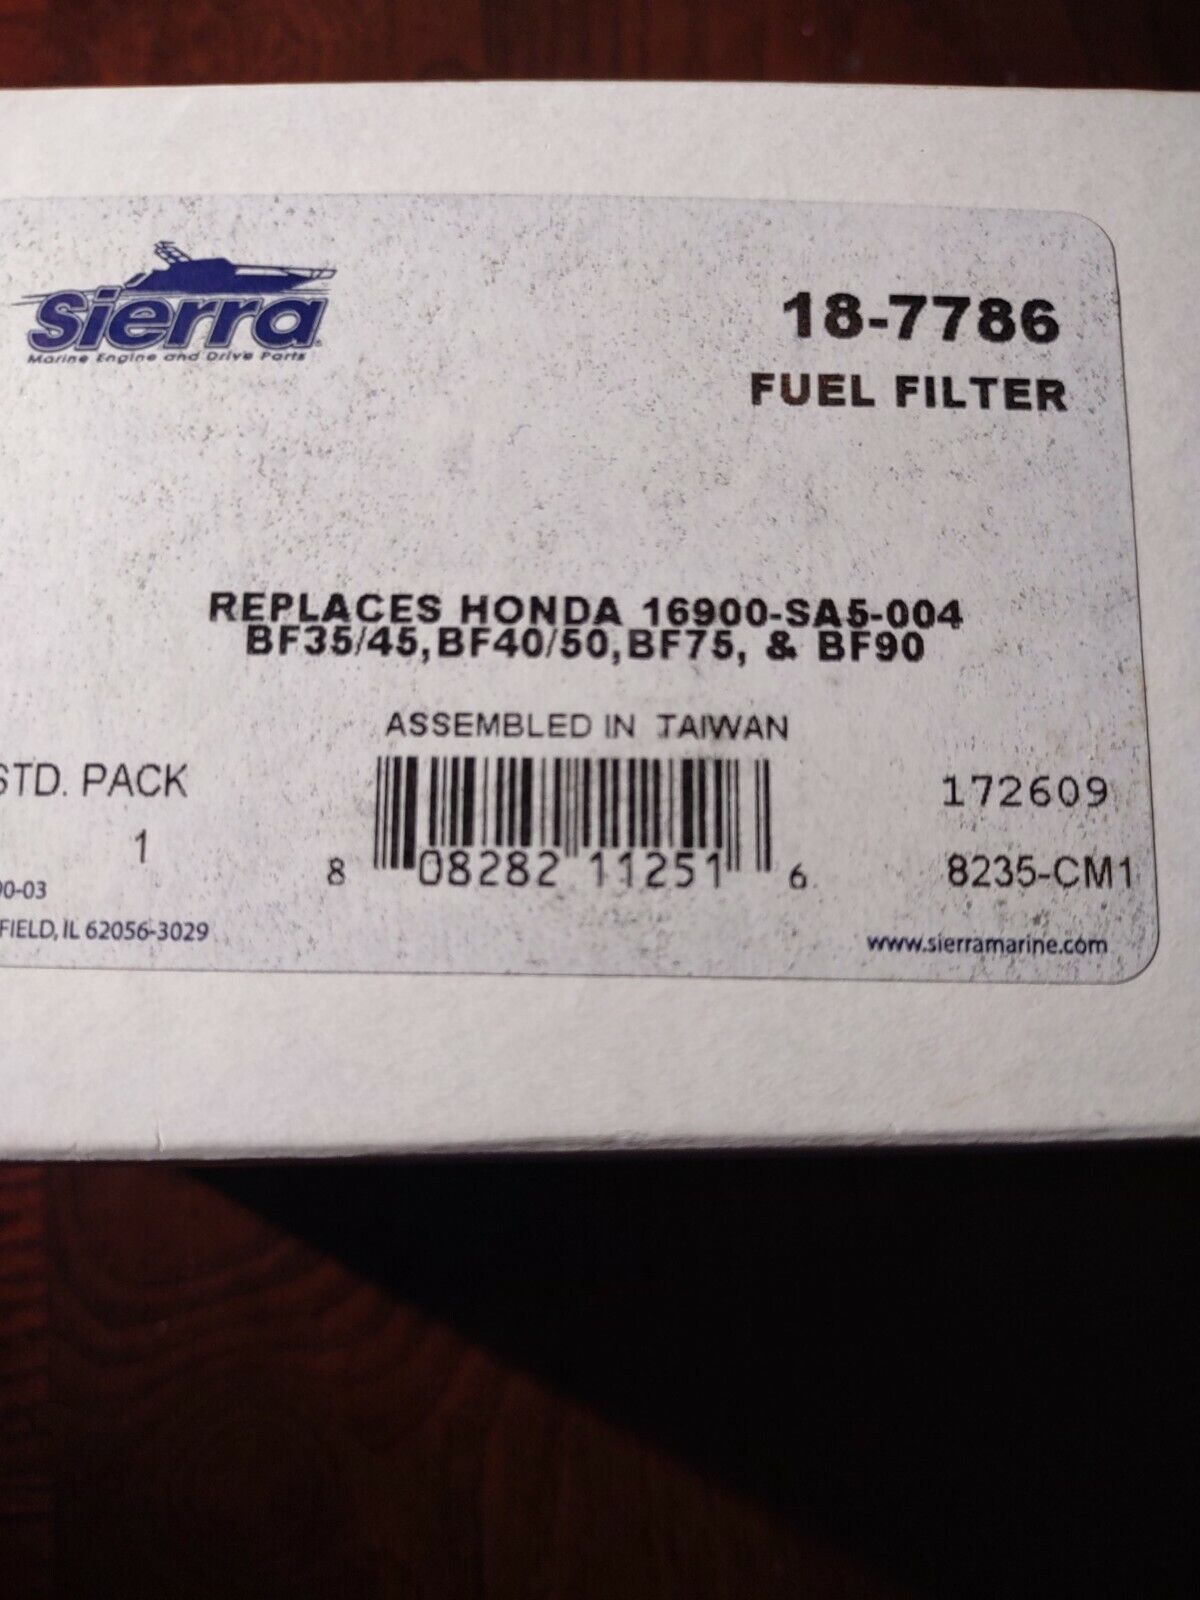 Sierra
Marine Engine and Drive Parts
18-7786
FUEL FILTER
REPLACES HONDA 16900-SA5-004
BF35/45,BF40/50,BF75, & BF90
ASSEMBLED IN TAIWAN
STD. PACK
1
8 08282 11251 6
172609
8235-CM1
00-03
FIELD, IL 62056-3029
www.sierramarine.com